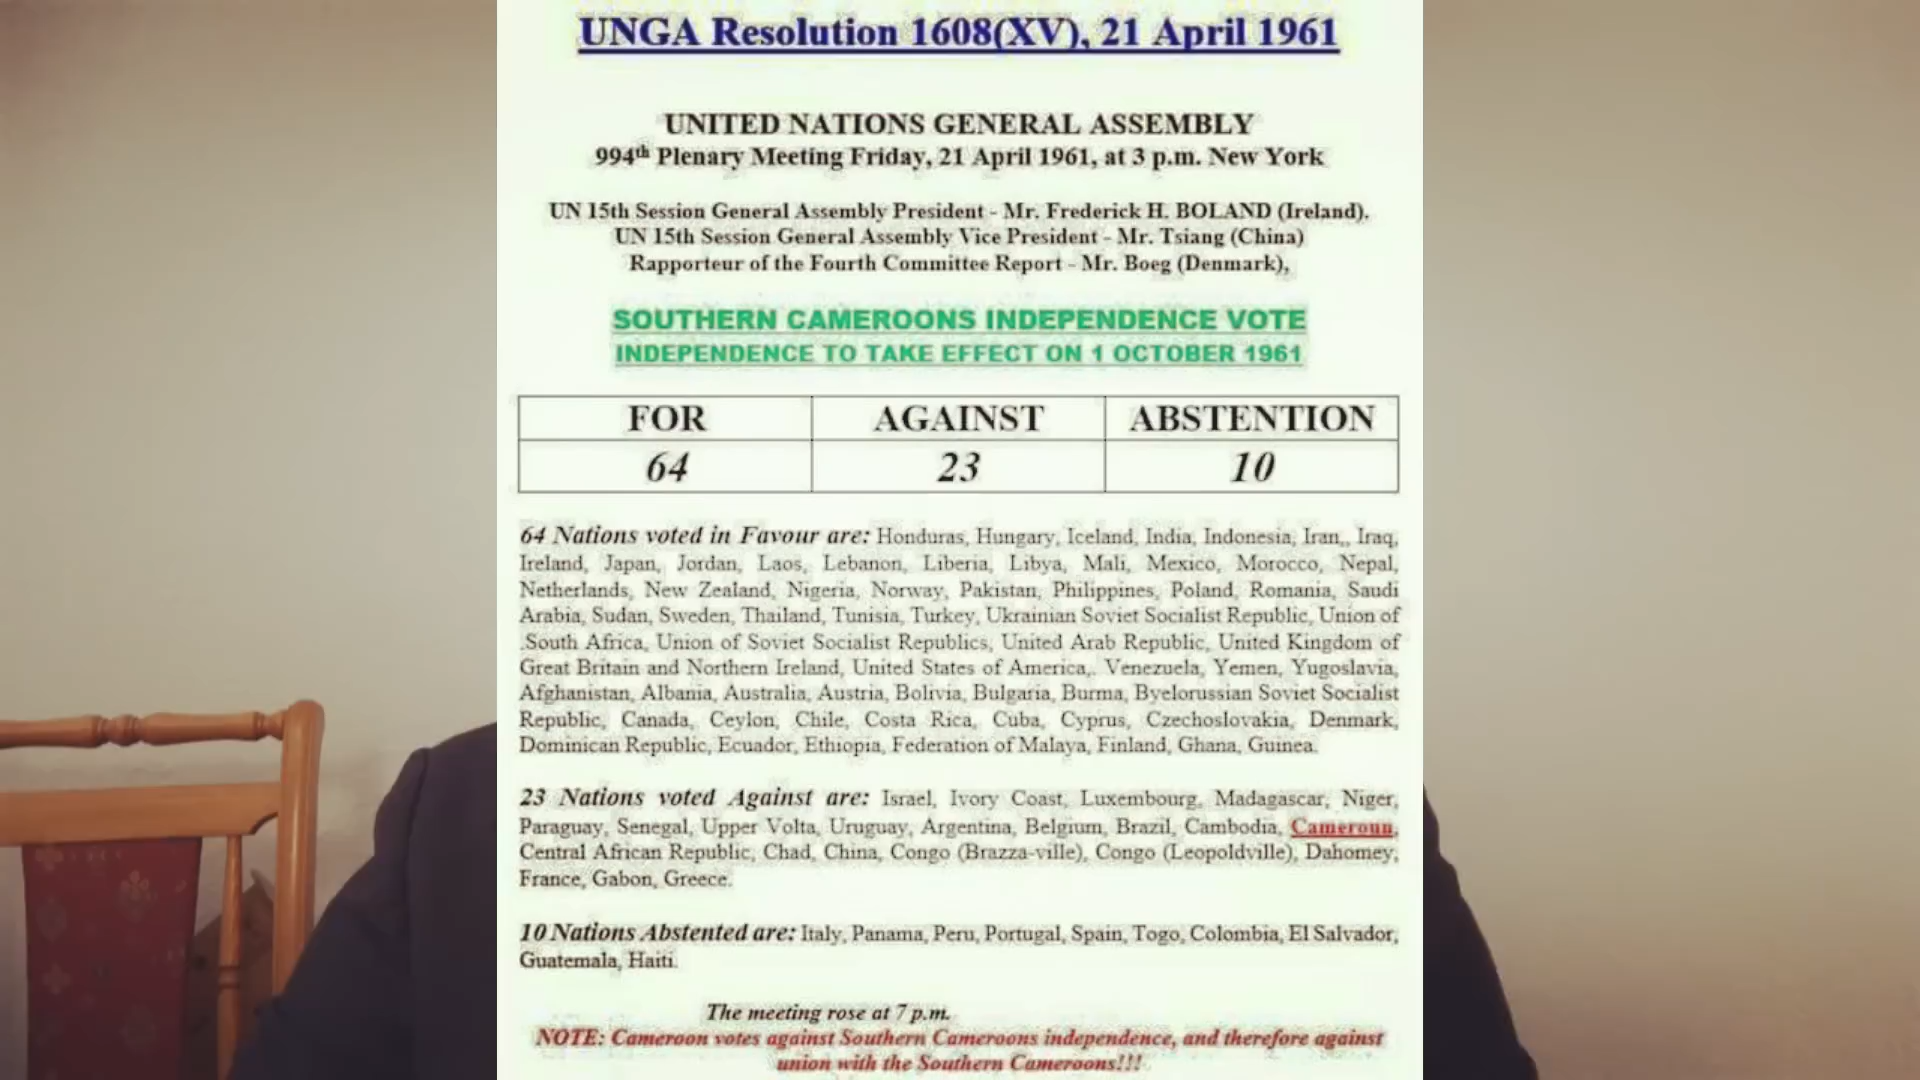 UNGA Resolution 1608(XV), 21 April 1961
UNITED NATIONS GENERAL ASSEMBLY
994th Plenary Meeting Friday, 21 April 1961, at 3 p.m. New York
UN 15th Session General Assembly President - Mr. Frederick H. BOLAND (Ireland).
UN 15th Session General Assembly Vice President - Mr. Tsiang (China)
Rapporteur of the Fourth Committee Report - Mr. Boeg (Denmark),
SOUTHERN CAMEROONS INDEPENDENCE VOTE
INDEPENDENCE TO TAKE EFFECT ON 1 OCTOBER 1961
FOR AGAINST ABSTENTION
64 23 10
64 Nations voted in Favour are: Honduras, Hungary, Iceland, India, Indonesia, Iran,, Iraq,
Ireland, Japan, Jordan, Laos, Lebanon, Liberia, Libya, Mali, Mexico, Morocco, Nepal,
Netherlands, New Zealand, Nigeria, Norway, Pakistan, Philippines, Poland, Romania, Saudi
Arabia, Sudan, Sweden, Thailand, Tunisia, Turkey, Ukrainian Soviet Socialist Republic, Union of
.South Africa, Union of Soviet Socialist Republics, United Arab Republic, United Kingdom of
Great Britain and Northern Ireland, United States of America,. Venezuela, Yemen, Yugoslavia,
Afghanistan, Albania, Australia, Austria, Bolivia, Bulgaria, Burma, Byelorussian Soviet Socialist
Republic, Canada, Ceylon, Chile, Costa Rica, Cuba, Cyprus, Czechoslovakia, Denmark,
Dominican Republic, Ecuador, Ethiopia, Federation of Malaya, Finland, Ghana, Guinea.
23 Nations voted Against are: Israel, Ivory Coast, Luxembourg, Madagascar, Niger,
Paraguay, Senegal, Upper Volta, Uruguay, Argentina, Belgium, Brazil, Cambodia, Cameroun,
Central African Republic, Chad, China, Congo (Brazza-ville), Congo (Leopoldville), Dahomey,
France, Gabon, Greece.
10 Nations Abstented are: Italy, Panama, Peru, Portugal, Spain, Togo, Colombia, El Salvador,
Guatemala, Haiti.
The meeting rose at 7 p.m.
NOTE: Cameroon votes against Southern Cameroons independence, and therefore against
union with the Southern Cameroons!!!